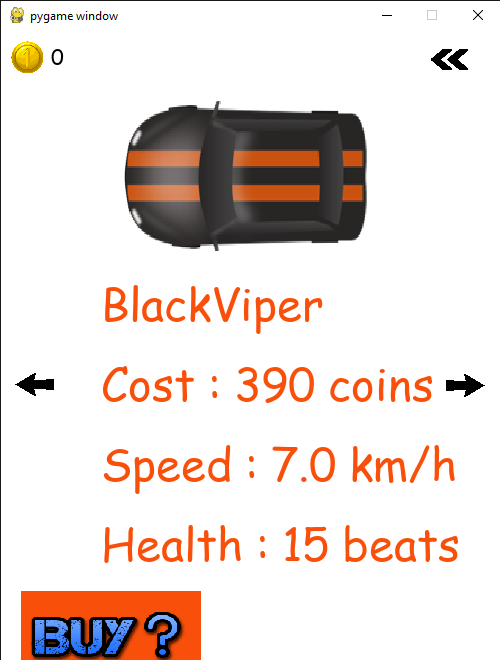 pygame window
0
BlackViper
Cost : 390 coins
Speed : 7.0 km/h
Health : 15 beats
BUY ?